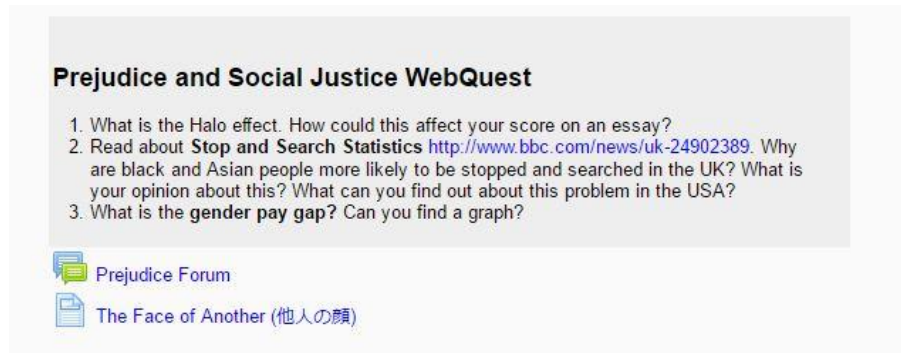 Prejudice and Social Justice WebQuest
1. What is the Halo effect. How could this affect your score on an essay?
2. Read about Stop and Search Statistics http://www.bbc.com/news/uk-24902389. Why
are black and Asian people more likely to be stopped and searched in the UK? What is
your opinion about this? What can you find out about this problem in the USA?
3. What is the gender pay gap? Can you find a graph?
Prejudice Forum
The Face of Another (他人の顔)